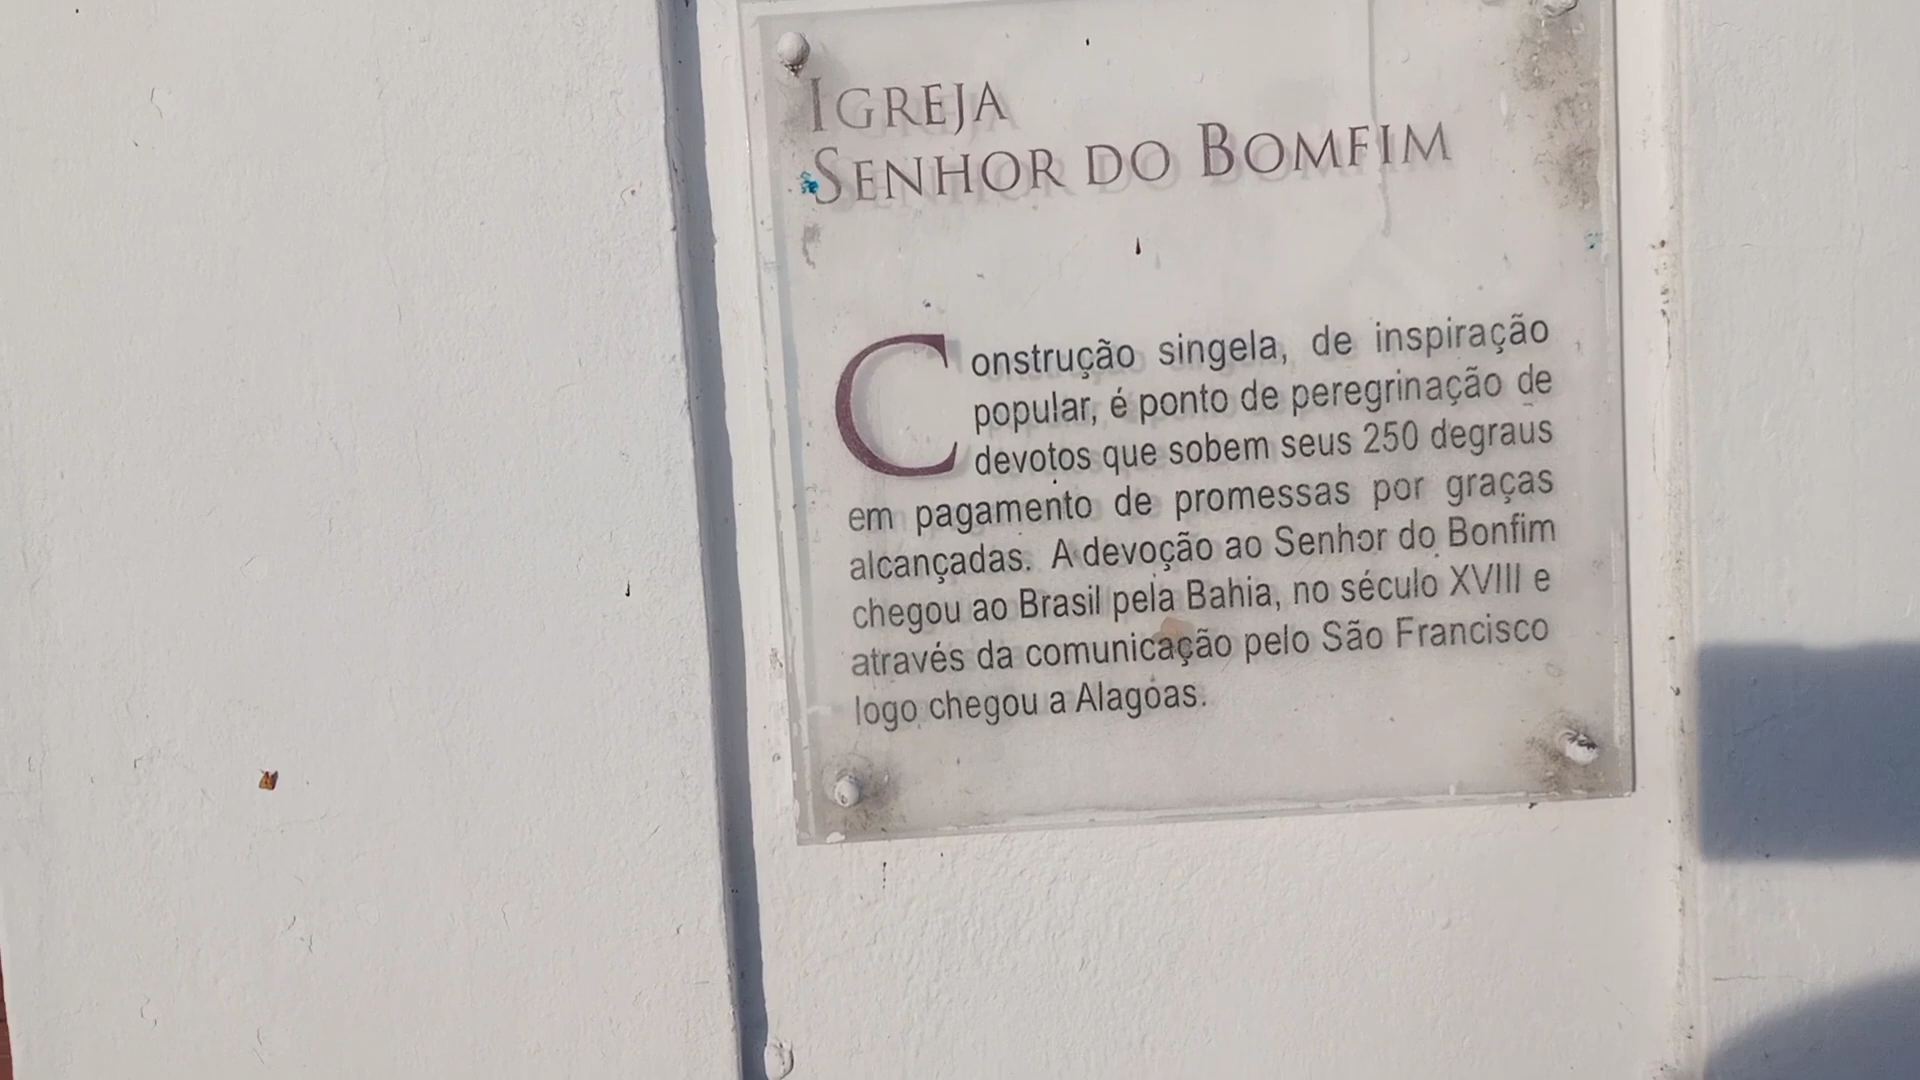 IGREJA
SENHOR DO BOMFIM
Construção singela, de inspiração
popular, é ponto de peregrinação de
devotos que sobem seus 250 degraus
em pagamento de promessas por graças
alcançadas. A devoção ao Senhor do Bonfim
chegou ao Brasil pela Bahia, no século XVIII e
através da comunicação pelo São Francisco
logo chegou a Alagoas.